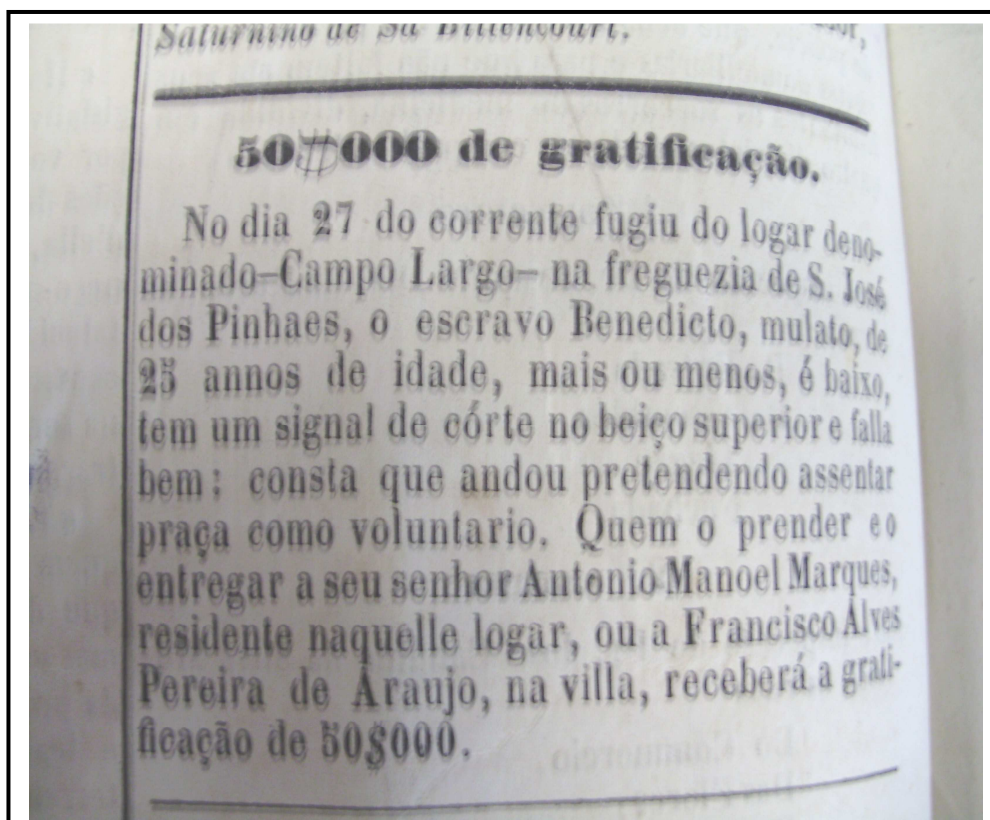 Saturnino de Sá Bittencourt.
50$000 de gratificação.
No dia 27 do corrente fugiu do logar deno-
minado–Campo Largo– na freguezia de S. José
dos Pinhaes, o escravo Benedicto, mulato, de
25 annos de idade, mais ou menos, é baixo,
tem um signal de córte no beiço superior e falla
bem: consta que andou pretendendo assentar
praça como voluntario. Quem o prender e o
entregar a seu senhor Antonio Manoel Marques,
residente naquelle logar, ou a Francisco Alves
Pereira de Araujo, na villa, receberá a grati-
ficação de 50$000.